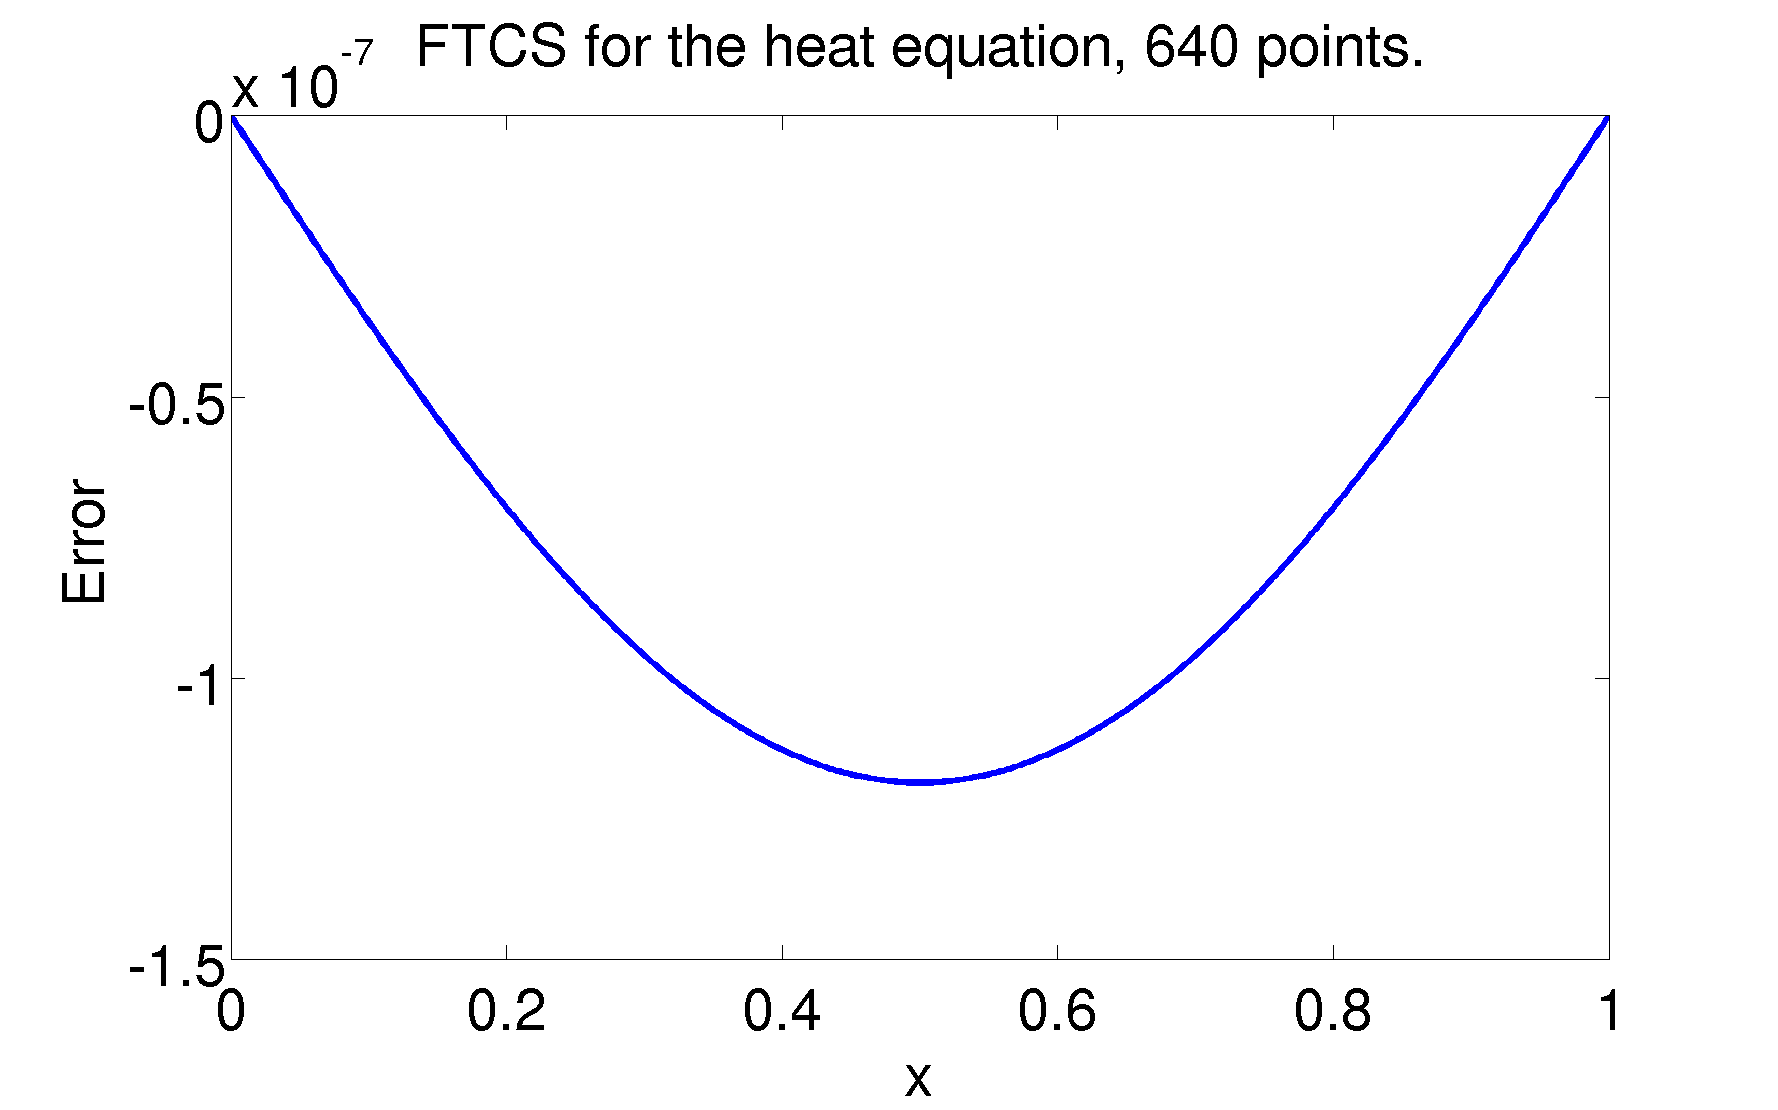 FTCS for the heat equation, 640 points.
x 10-7
0
-0.5
-1
-1.5
Error
0 0.2 0.4 0.6 0.8 1
x